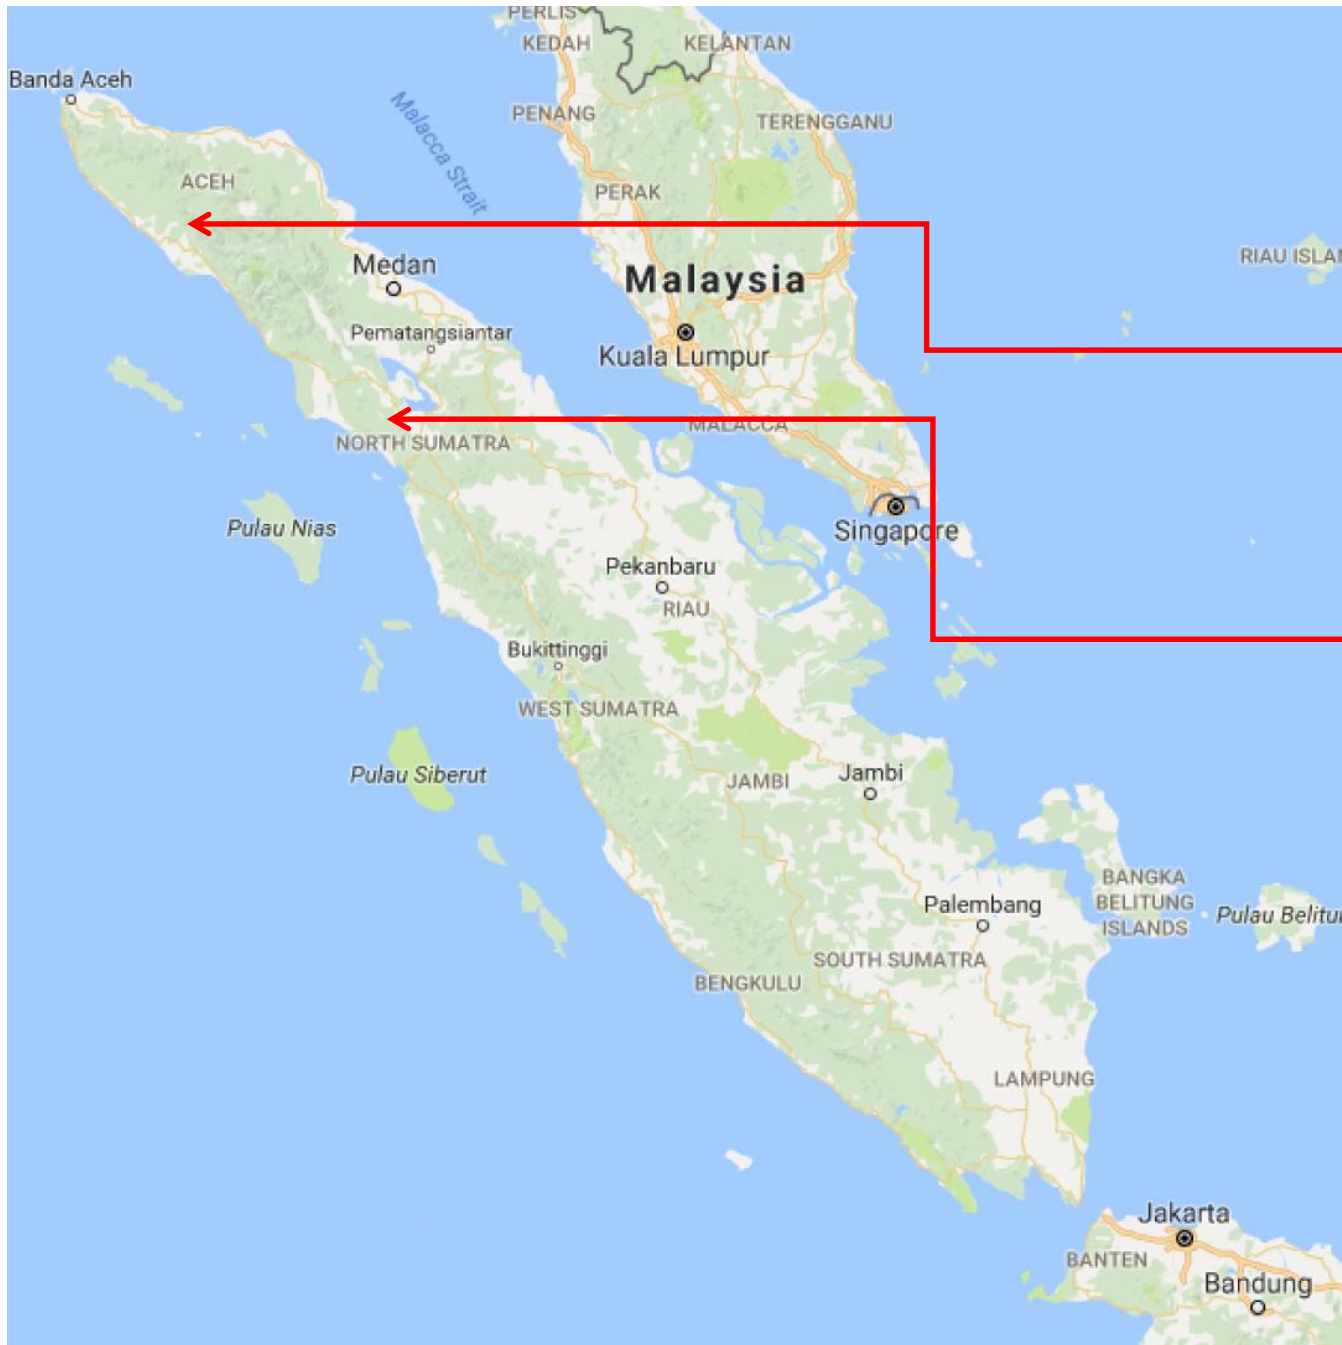 PERLIS
KEDAH
KELANTAN
Banda Aceh
PENANG
TERENGGANU
Malacca Strait
ACEH
PERAK
RIAU ISLAN
Medan
Malaysia
Pematangsiantar
Kuala Lumpur
MALACCA
NORTH SUMATRA
Pulau Nias
Singapore
Pekanbaru
RIAU
Bukittinggi
WEST SUMATRA
Pulau Siberut
JAMBI
Jambi
BANGKA
BELITUNG
ISLANDS
Palembang
Pulau Belitun
SOUTH SUMATRA
BENGKULU
LAMPUNG
Jakarta
BANTEN
Bandung